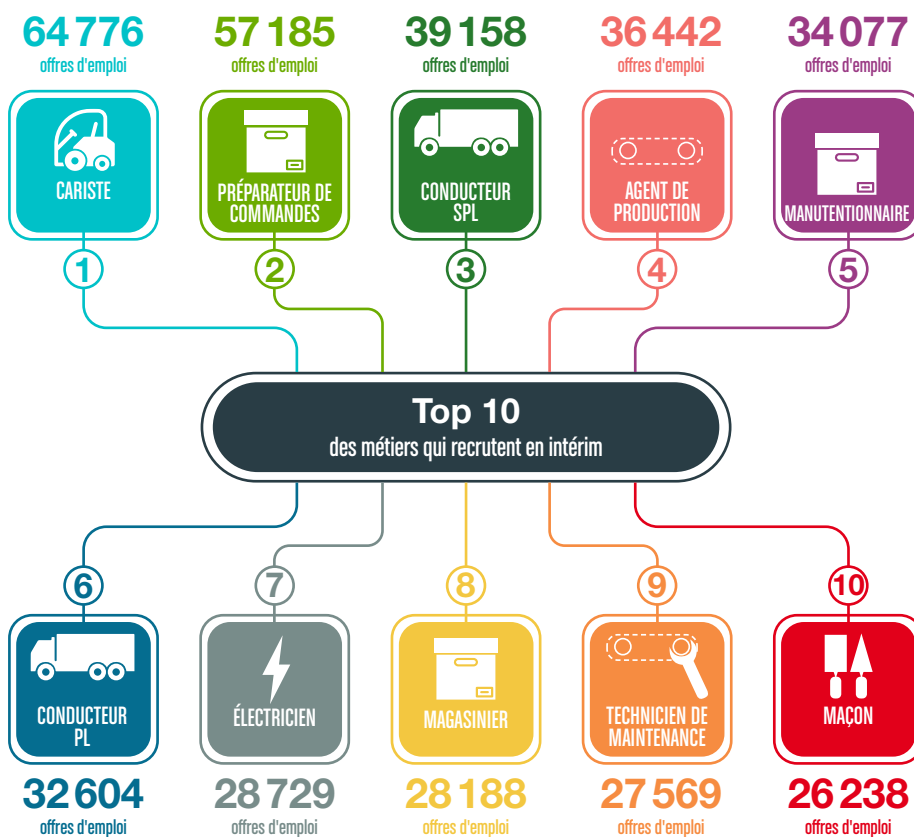 64 776
offres d'emploi
57 185
offres d'emploi
39 158
offres d'emploi
36 442
offres d'emploi
34 077
offres d'emploi
CARISTE
PRÉPARATEUR DE
COMMANDES
CONDUCTEUR
SPL
AGENT DE
PRODUCTION
MANUTENTIONNAIRE
1
2
3
4
5
Top 10
des métiers qui recrutent en intérim
6
7
8
9
10
CONDUCTEUR
PL
ÉLECTRICIEN
MAGASINIER
TECHNICIEN DE
MAINTENANCE
MAÇON
32 604
offres d'emploi
28 729
offres d'emploi
28 188
offres d'emploi
27 569
offres d'emploi
26 238
offres d'emploi